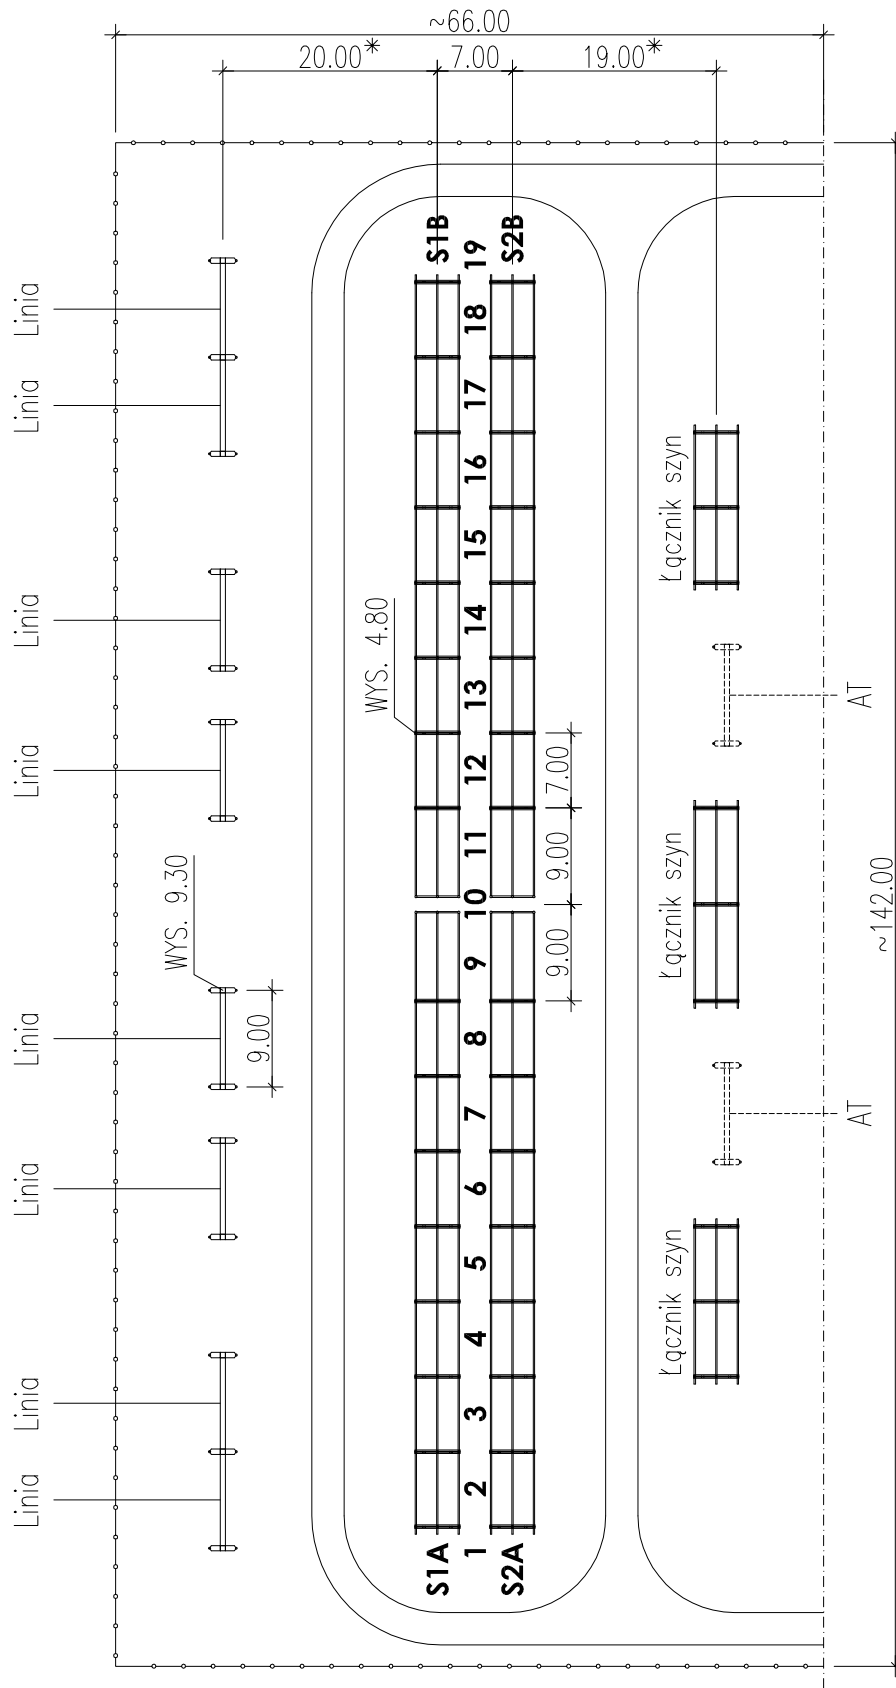 ~66.00
20.00*
7.00
19.00*
S1B
19
S2B
Linia
18
Linia
17
16
Łącznik szyn
15
Linia
14
WYS. 4.80
13
AT
Linia
12
7.00
11
9.00
Łącznik szyn
10
WYS. 9.30
~142.00
9
9.00
Linia
9.00
8
7
AT
Linia
6
5
Łącznik szyn
4
Linia
3
Linia
2
S1A
1
S2A